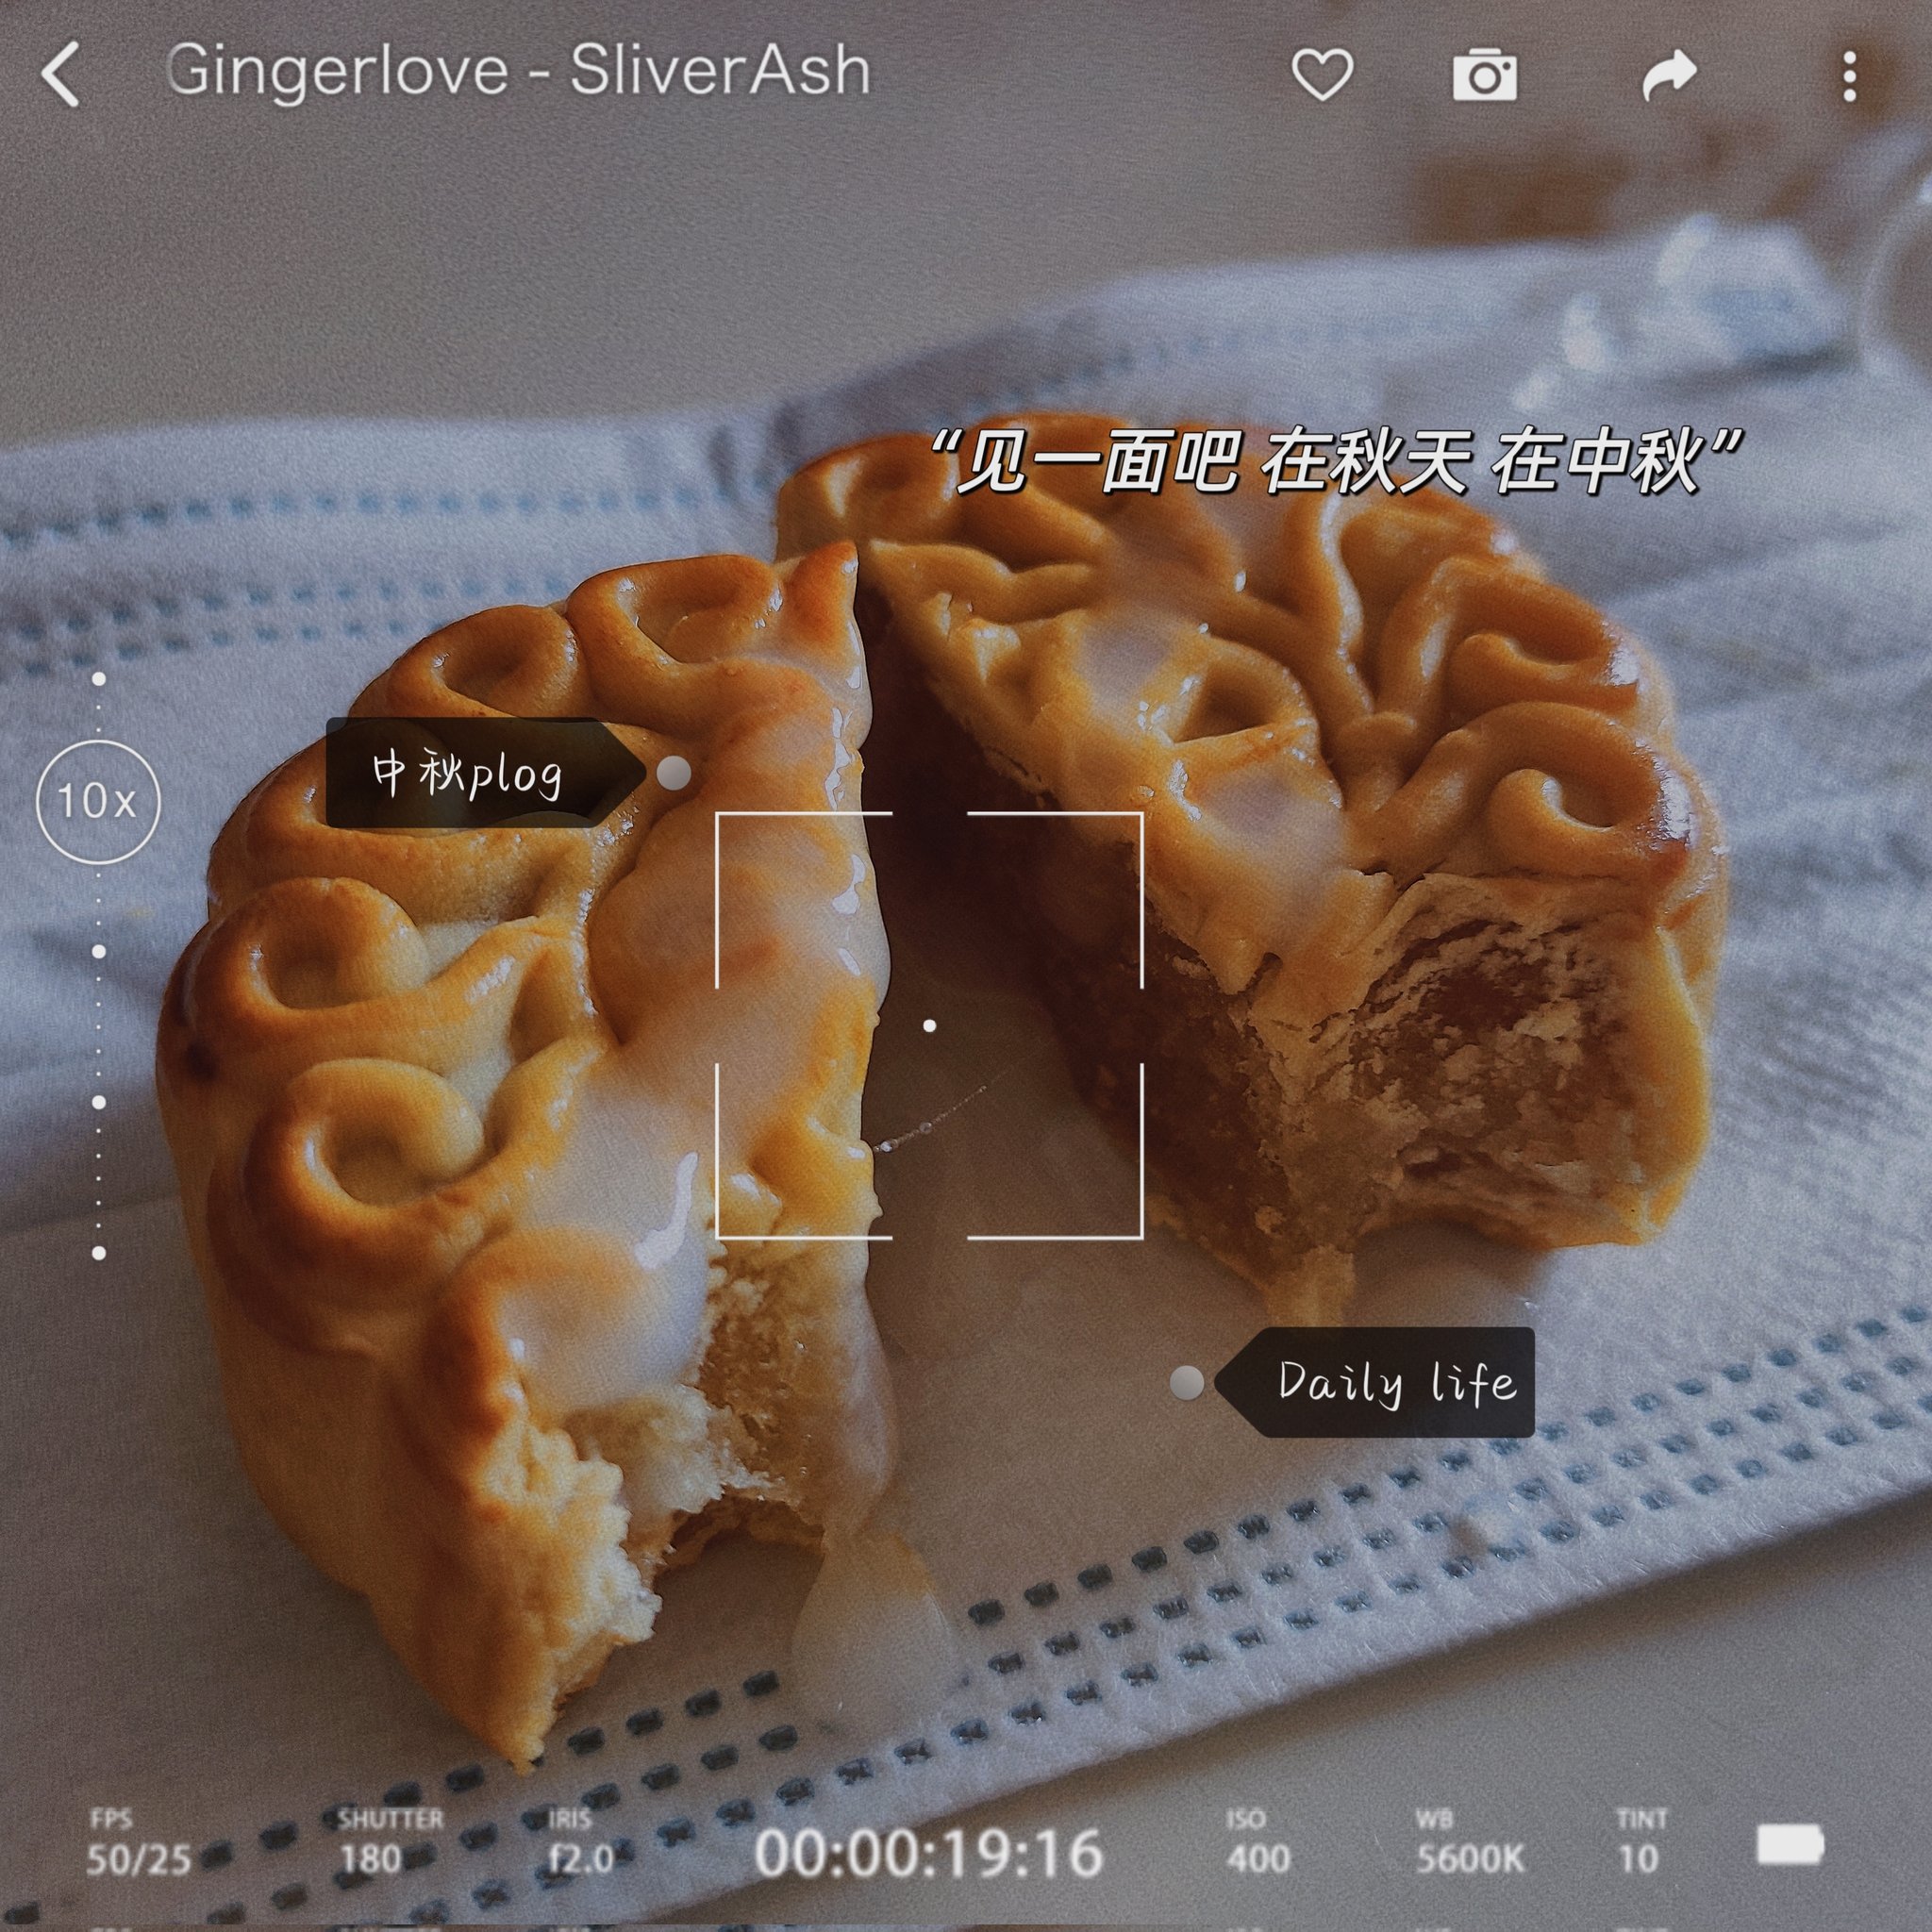 Gingerlove - SliverAsh
“见一面吧 在秋天 在中秋”
中秋plog
10x
Daily life
FPS
50/25
SHUTTER
180
IRIS
f2.0
00:00:19:16
ISO
400
WB
5600K
TINT
10